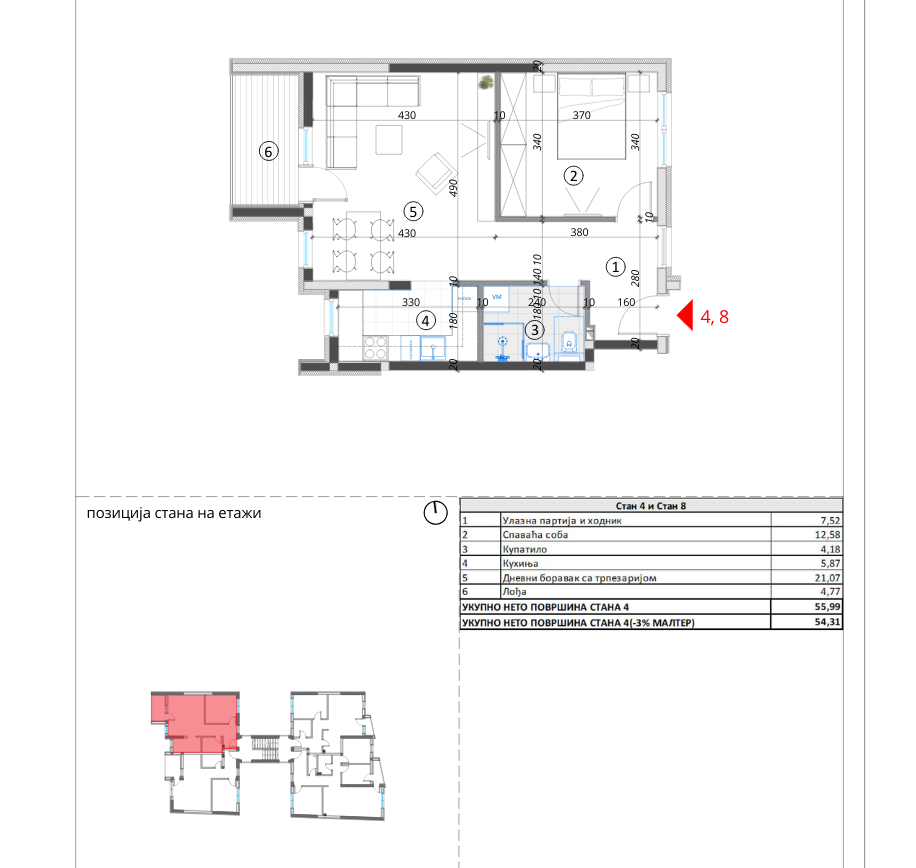 20
430
10
370
340
340
6
2
490
5
10
430
380
10
1
140
280
10
330
10
VM
240
10
160
4
180
180
3
4, 8
20
20
20
позиција стана на етажи
Стан 4 и Стан 8
1 Улазна партија и ходник 7,52
2 Спаваћа соба 12,58
3 Купатило 4,18
4 Кухиња 5,87
5 Дневни боравак са трпезаријом 21,07
6 Лођа 4,77
УКУПНО НЕТО ПОВРШИНА СТАНА 4 55,99
УКУПНО НЕТО ПОВРШИНА СТАНА 4(-3% МАЛТЕР) 54,31